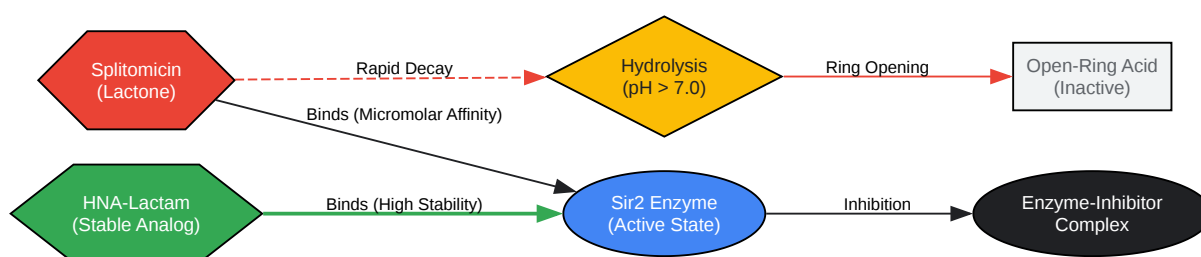 Splitomicin
(Lactone)
Rapid Decay
Hydrolysis
(pH > 7.0)
Ring Opening
Open-Ring Acid
(Inactive)
Binds (Micromolar Affinity)
HNA-Lactam
(Stable Analog)
Binds (High Stability)
Sir2 Enzyme
(Active State)
Inhibition
Enzyme-Inhibitor
Complex